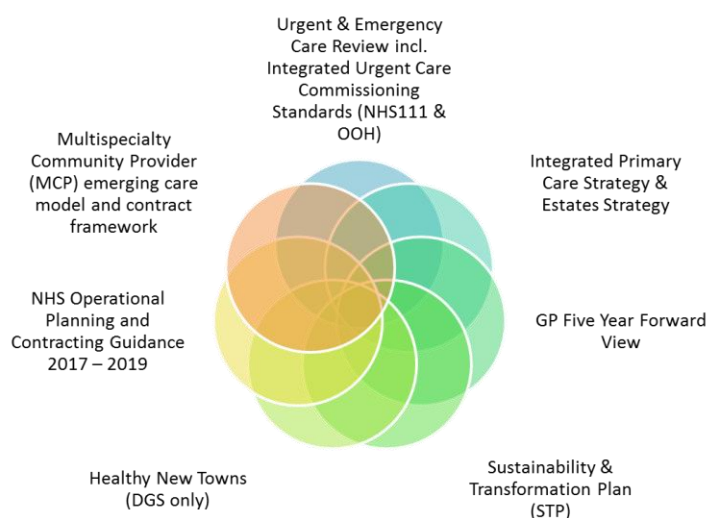 Urgent & Emergency
Care Review incl.
Integrated Urgent Care
Commissioning
Standards (NHS111 &
OOH)
Multispecialty
Community Provider
(MCP) emerging care
model and contract
framework
Integrated Primary
Care Strategy &
Estates Strategy
NHS Operational
Planning and
Contracting Guidance
2017 – 2019
GP Five Year Forward
View
Healthy New Towns
(DGS only)
Sustainability &
Transformation Plan
(STP)